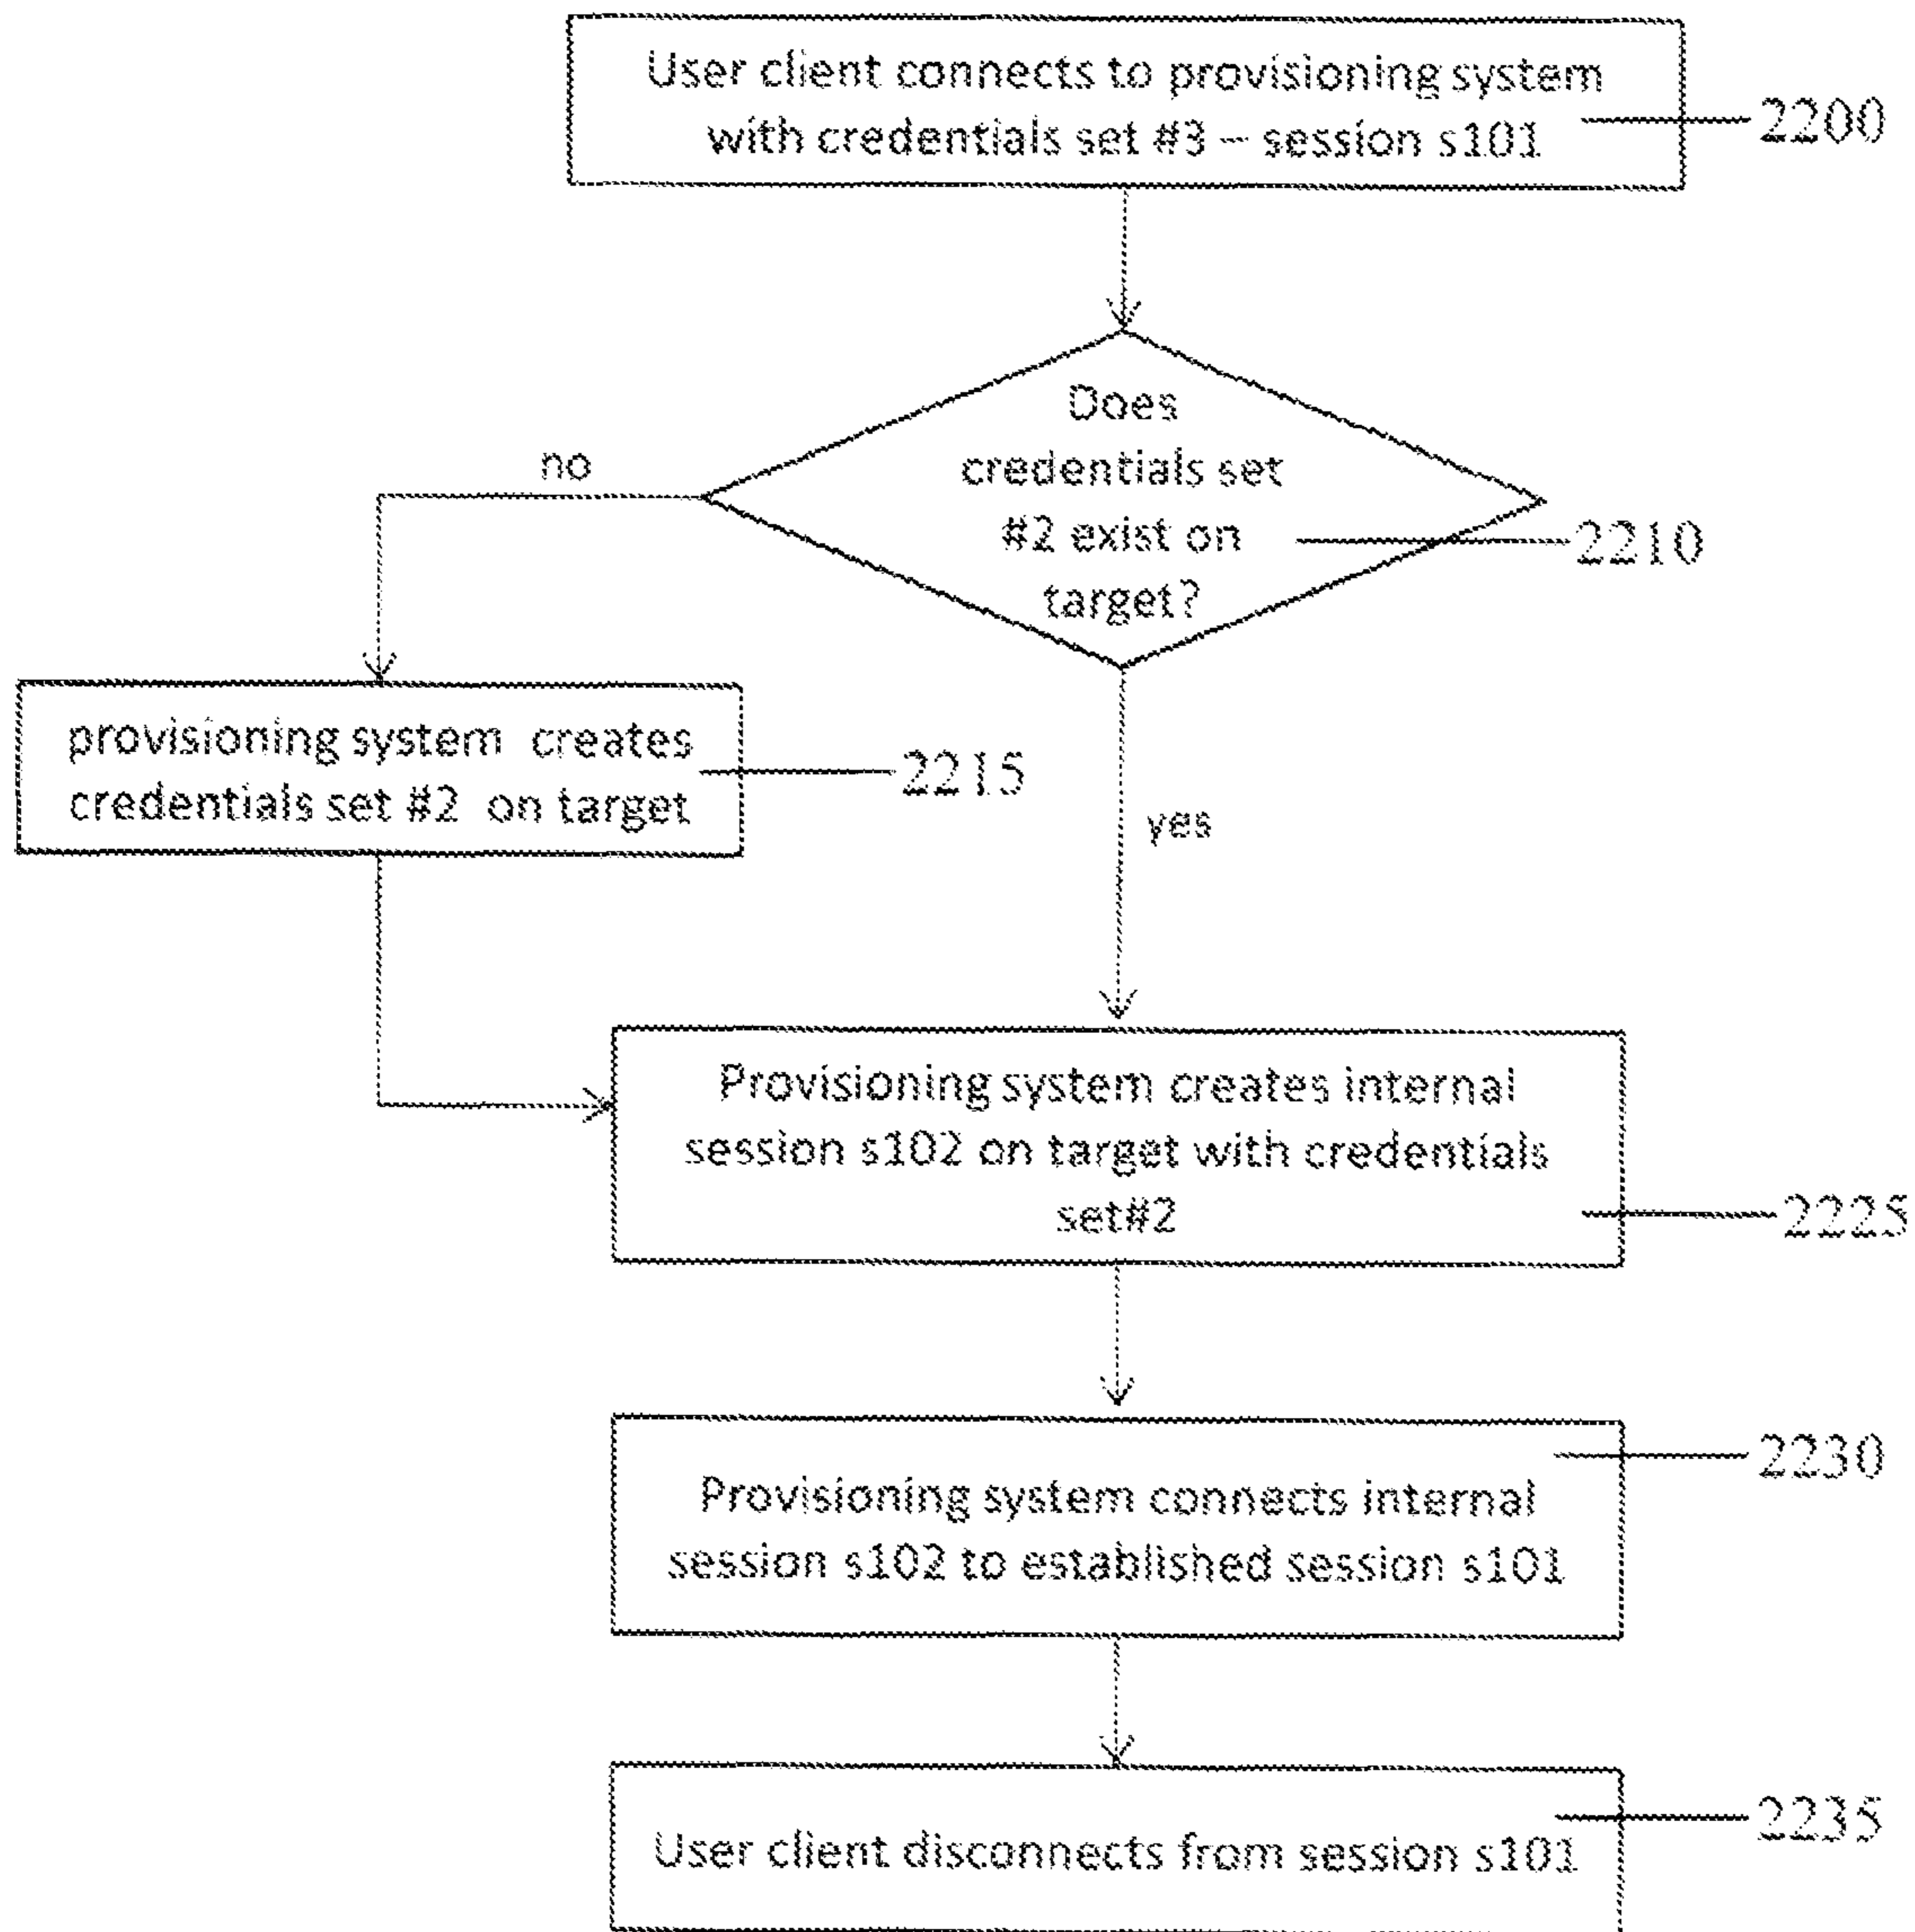 User client connects to provisioning system
with credentials set #3 – session s101
2200
Does
credentials set
#2 exist on
target?
2210
no
provisioning system creates
credentials set #2 on target
2215
yes
Provisioning system creates internal
session s102 on target with credentials
set#2
2225
2230
Provisioning system connects internal
session s102 to established session s101
2235
User client disconnects from session s101